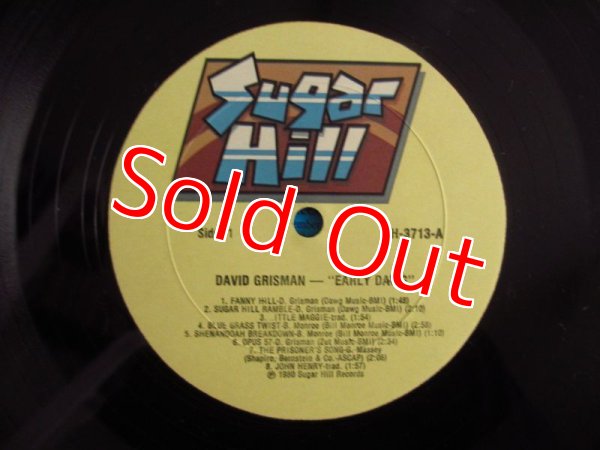 Sugar
Hill
Sold Out
Side 1
H-3713-A
DAVID GRISMAN — "EARLY DAWG"
1. FANNY HILL-D. Grisman (Dawg Music-BMI) (1:48)
2. SUGAR HILL RAMBLE-D. Grisman (Dawg Music-BMI) (2:10)
3. LITTLE MAGGIE-trad. (1:54)
4. BLUE GRASS TWIST-B. Monroe (Bill Monroe Music-BMI) (2:58)
5. SHENANDOAH BREAKDOWN-B. Monroe (Bill Monroe Music-BMI) (1:10)
6. OPUS 57-D. Grisman (Zut Music-BMI) (2:34)
7. THE PRISONER'S SONG-G. Massey
(Shapiro, Bernstein & Co.-ASCAP) (2:06)
8. JOHN HENRY-trad. (1:57)
℗ 1980 Sugar Hill Records